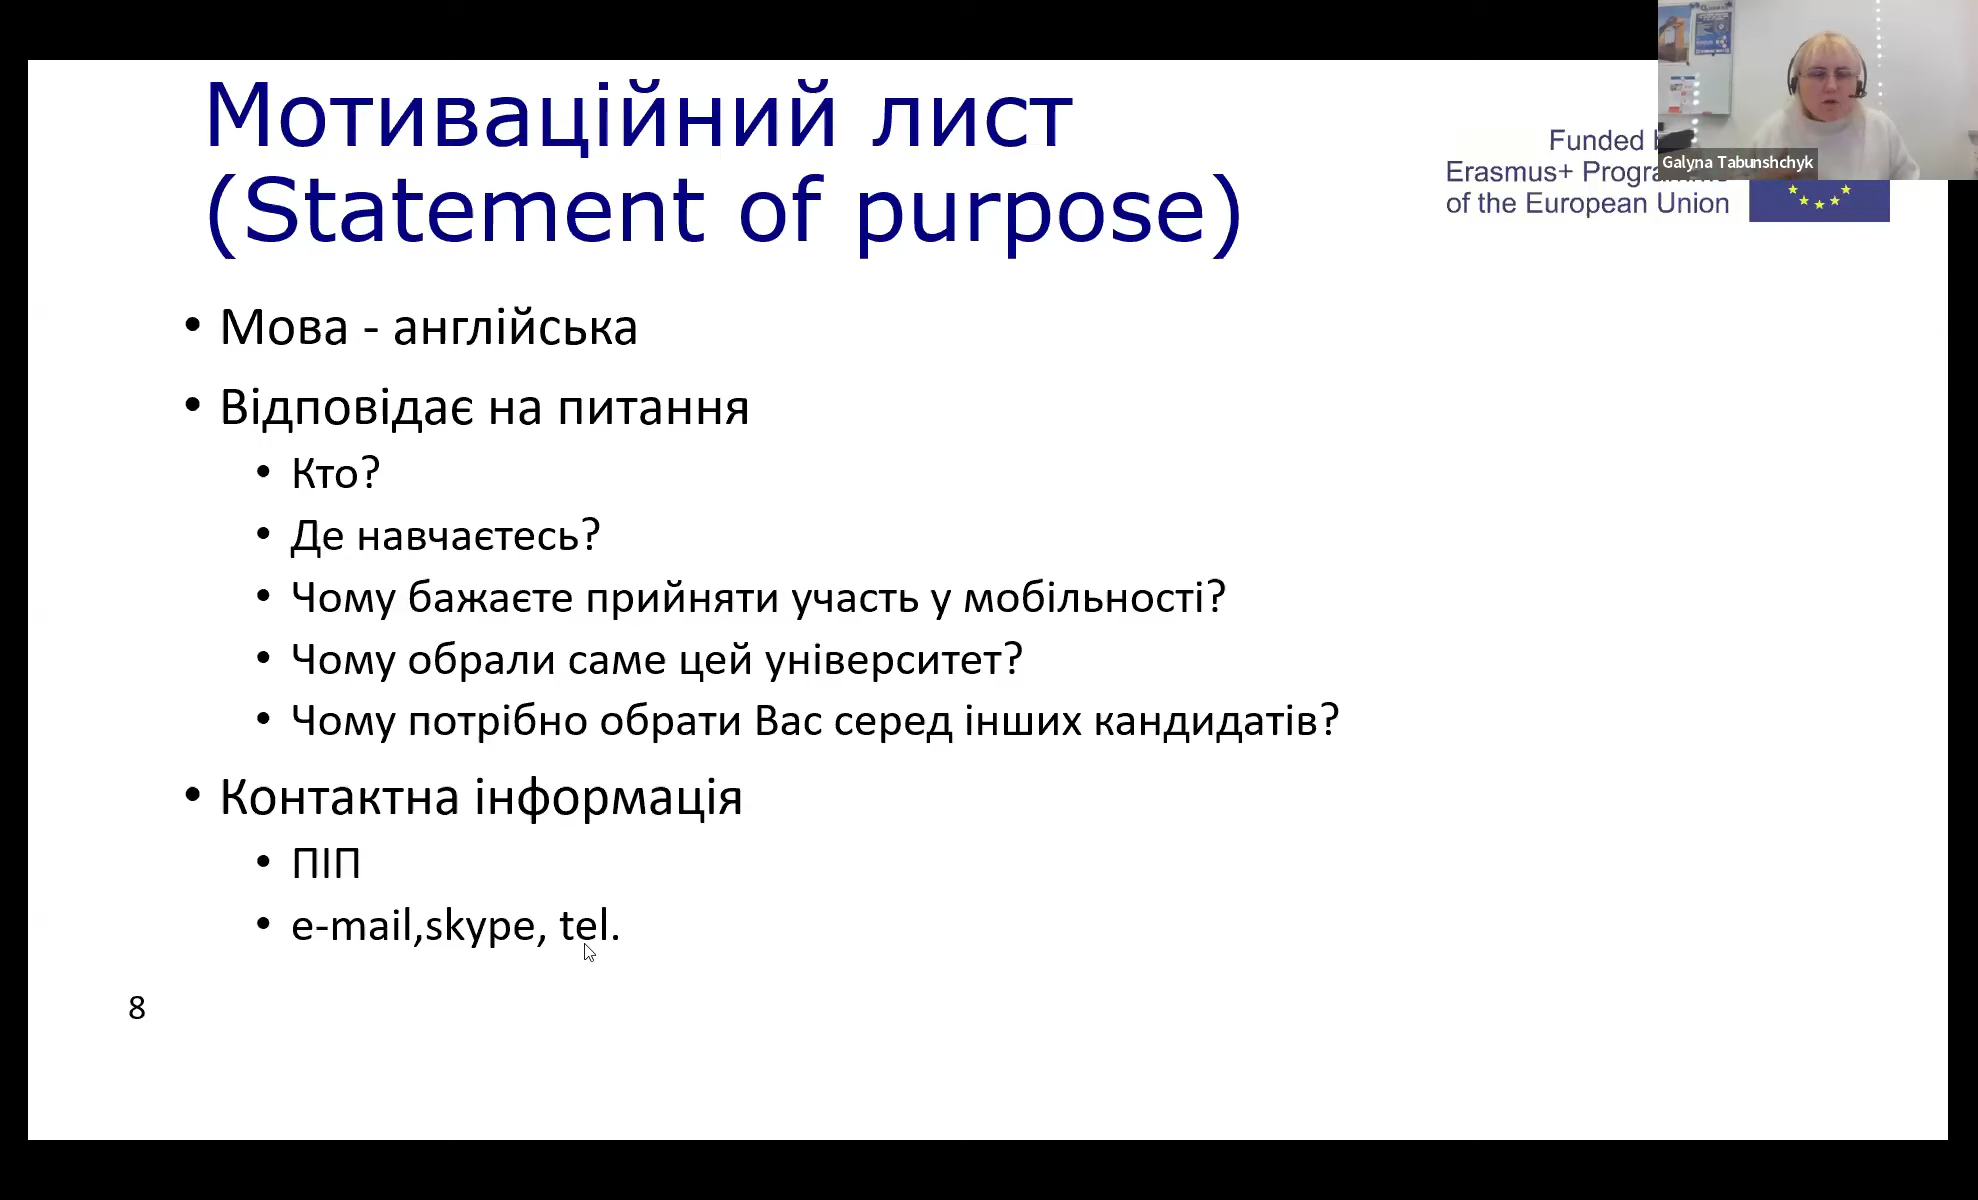 Мотиваційний лист
(Statement of purpose)
Funded
Erasmus+
of the European Union
Galyna Tabunshchyk
• Мова - англійська
• Відповідає на питання
• Кто?
• Де навчаєтесь?
• Чому бажаєте прийняти участь у мобільності?
• Чому обрали саме цей університет?
• Чому потрібно обрати Вас серед інших кандидатів?
• Контактна інформація
• ПІП
• e-mail,skype, tel.
8